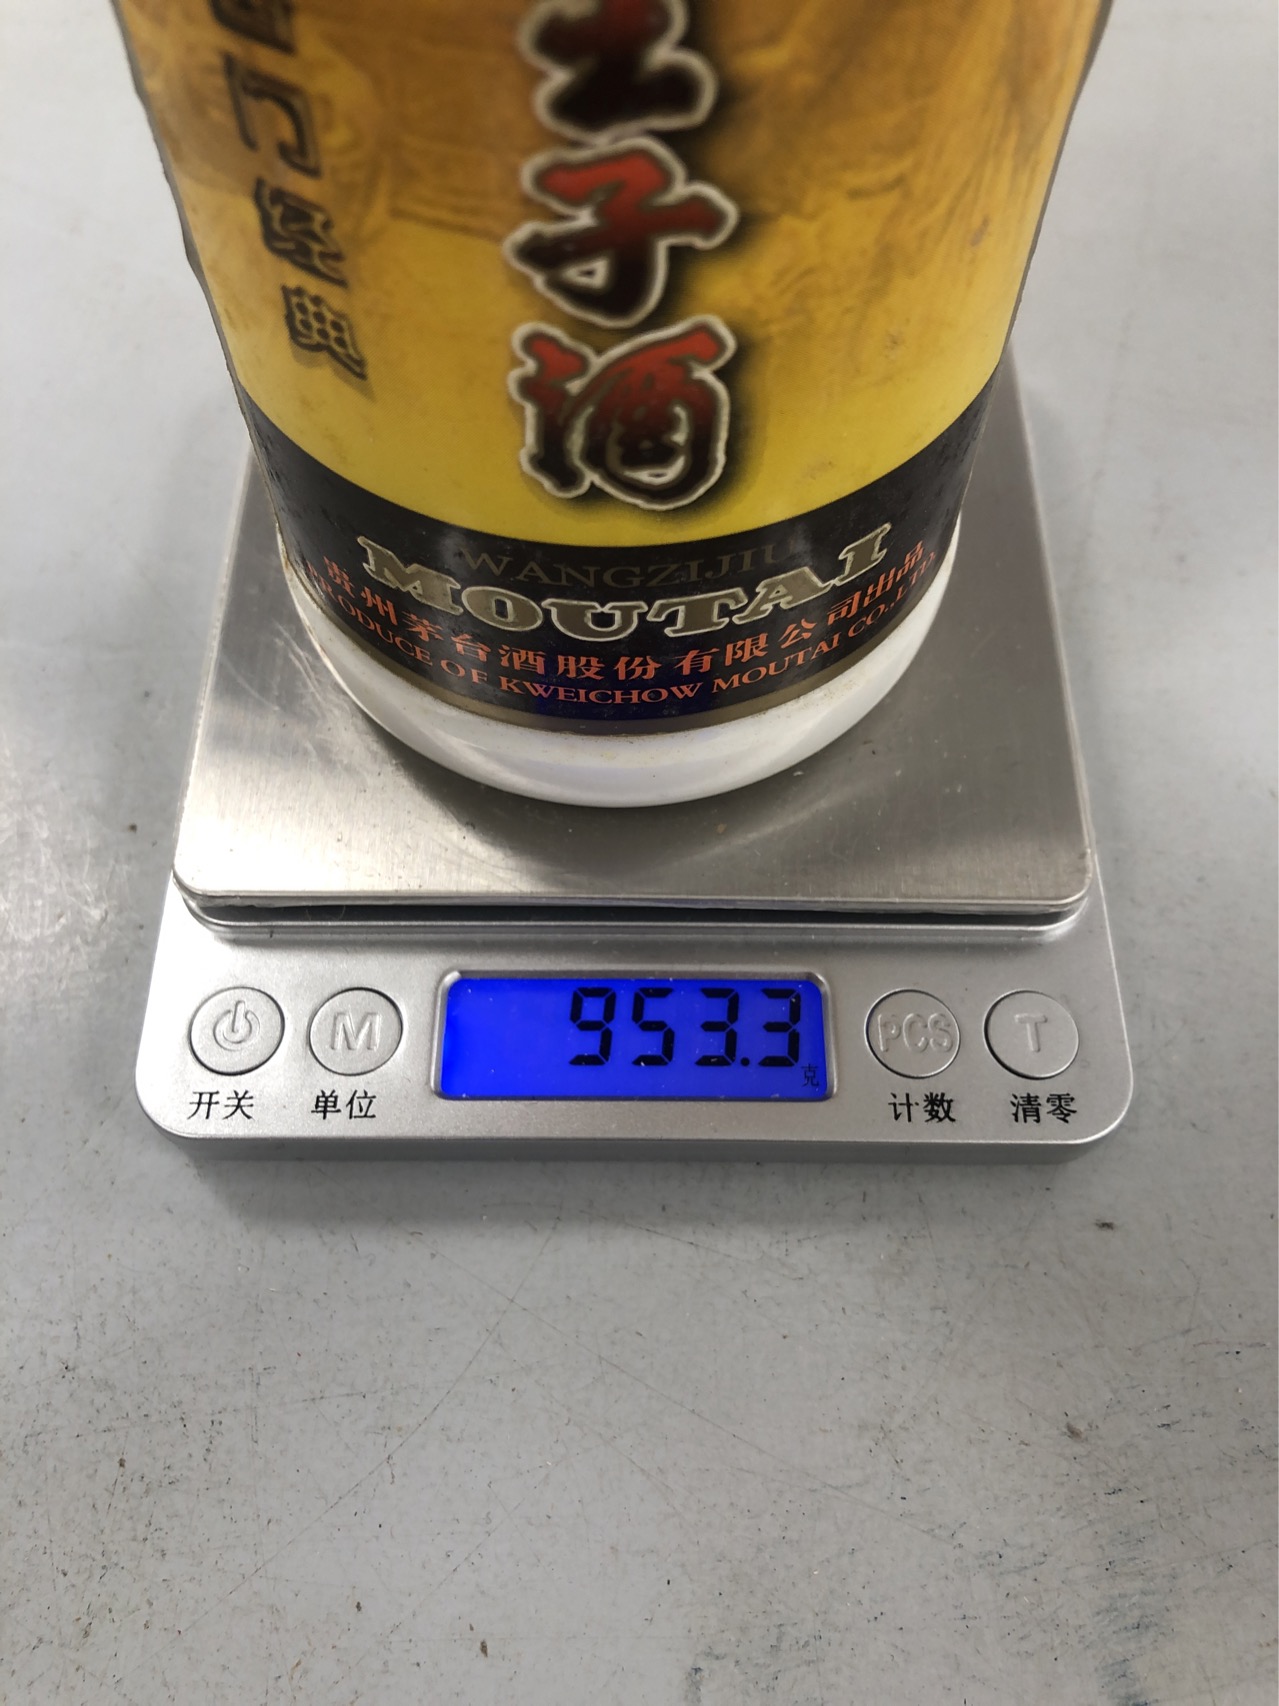 王子酒
门经典
WANGZIJIU
MOUTAI
贵州茅台酒股份有限公司出品
PRODUCE OF KWEICHOW MOUTAI CO.,LTD.
953.3
克
M
PCS
T
开关
单位
计数
清零